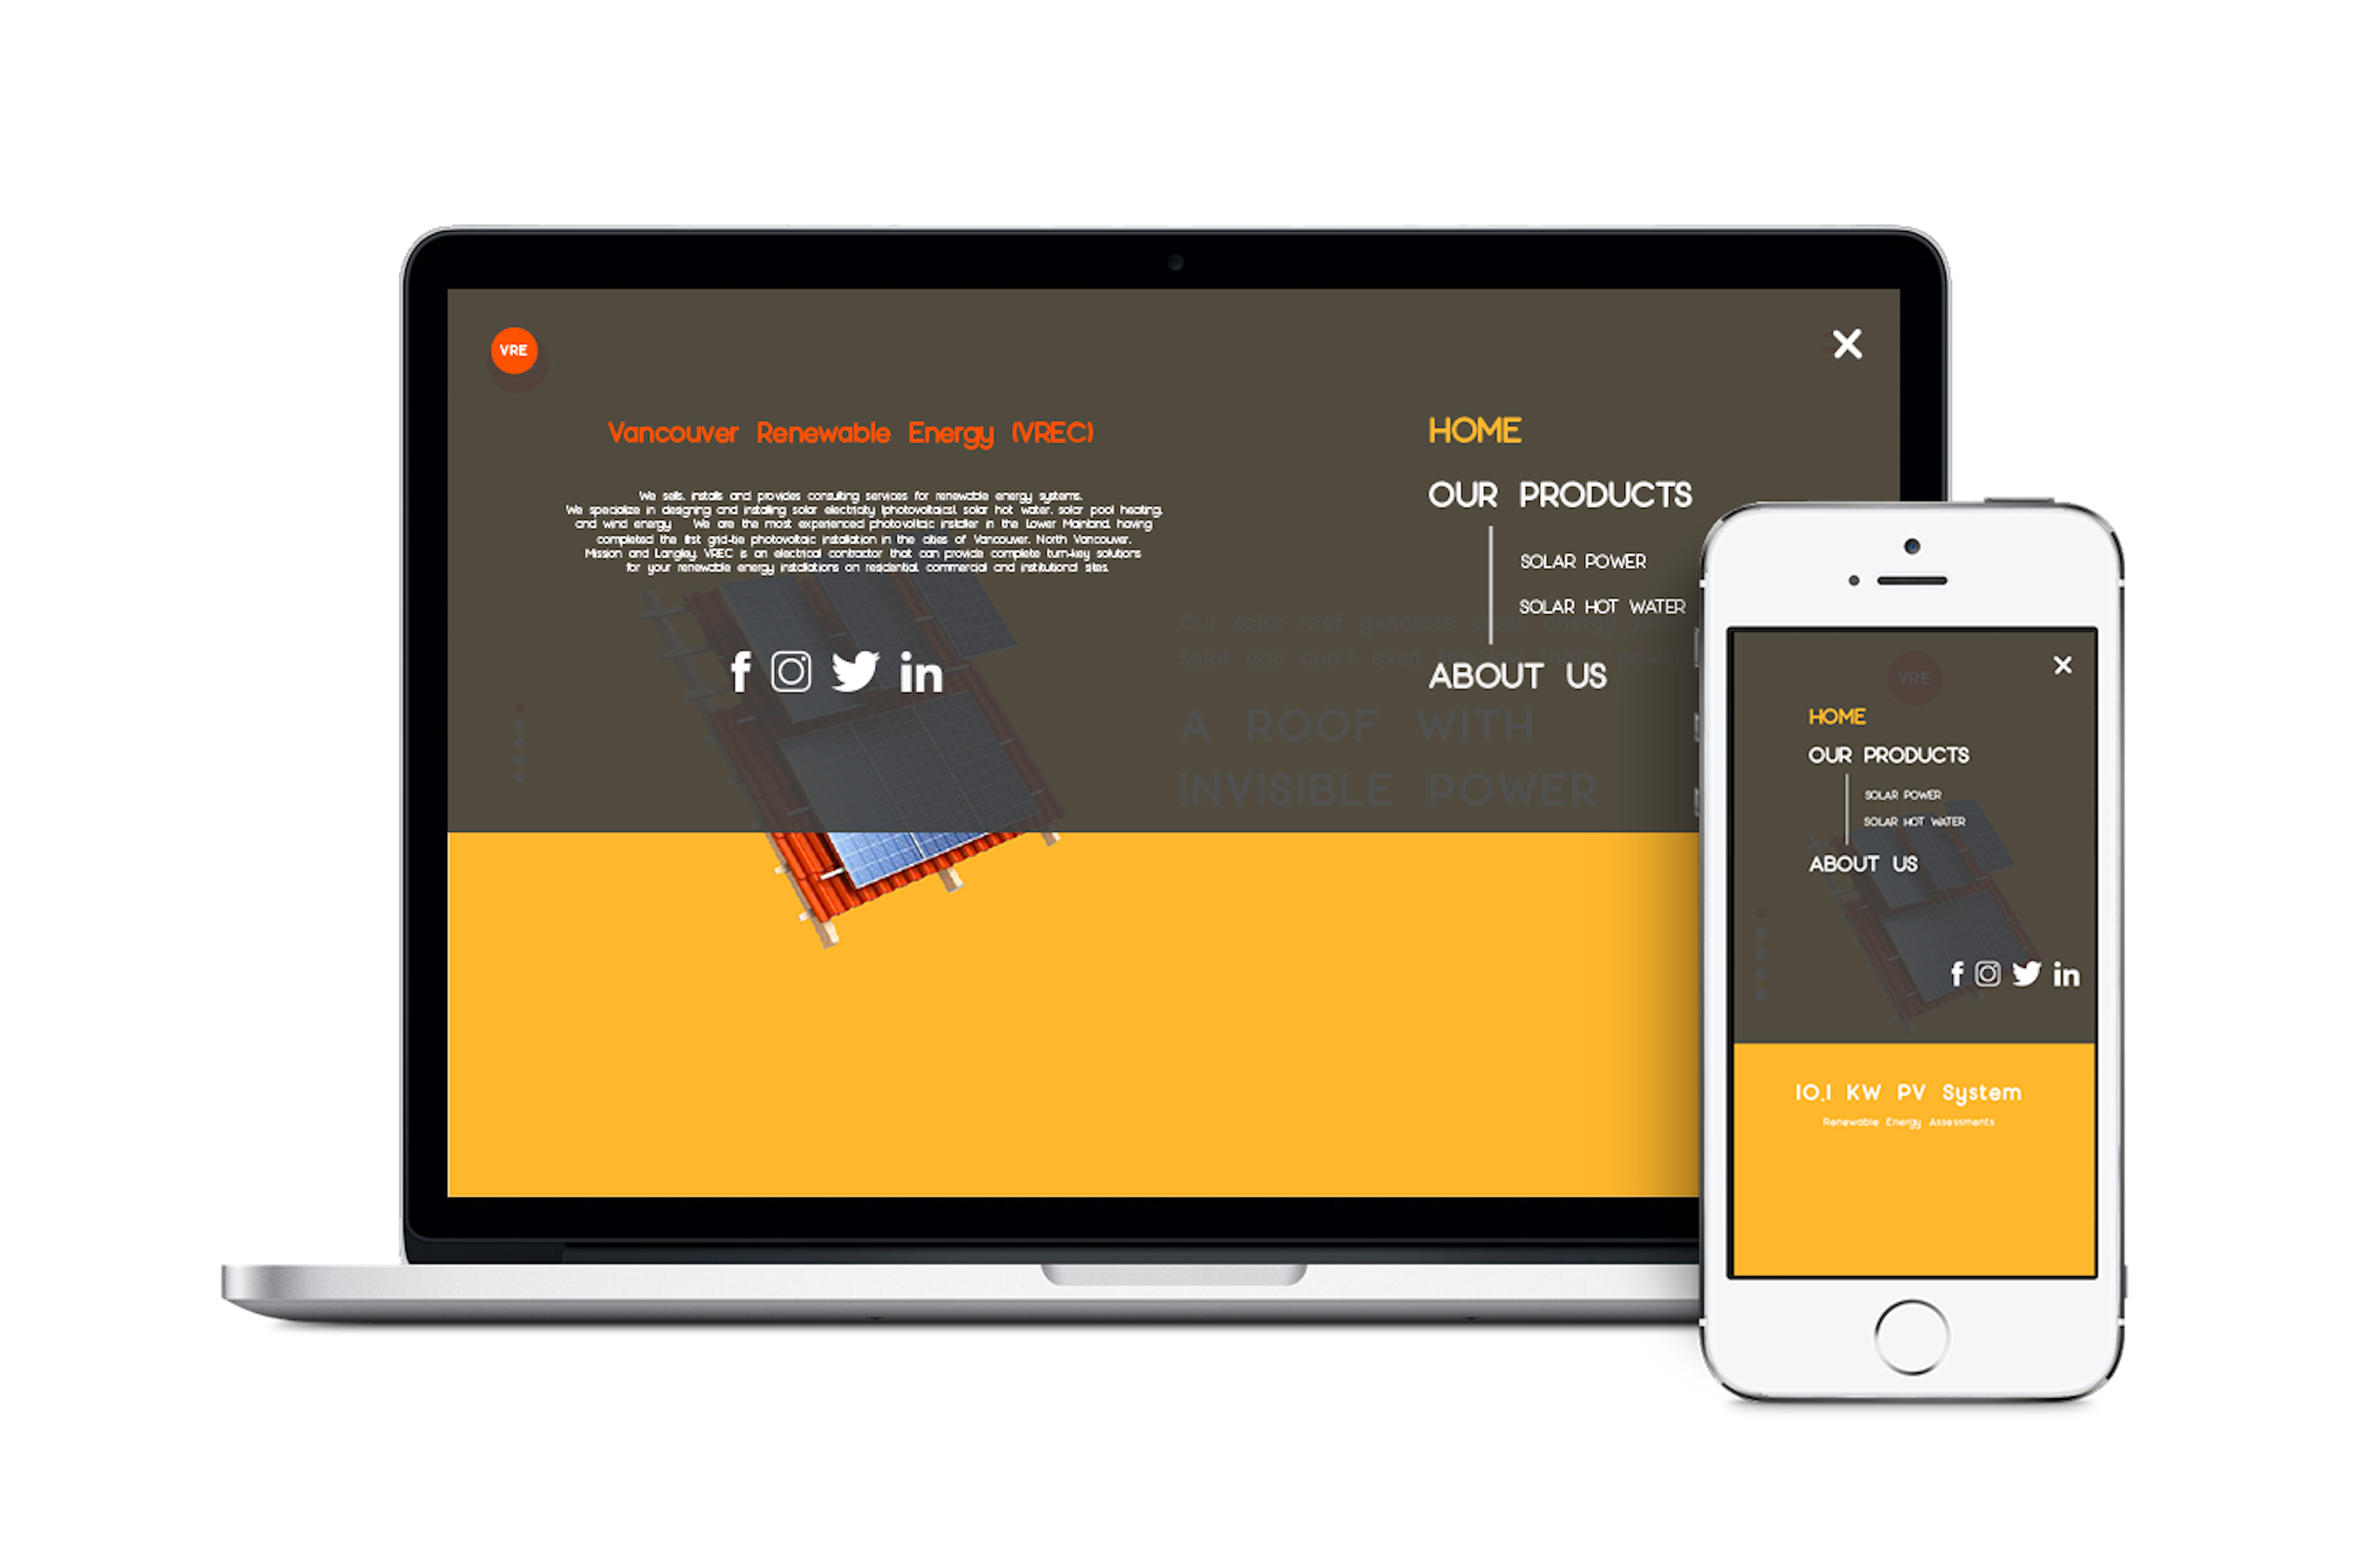 VRE
Vancouver Renewable Energy (VREC)
We sells, installs and provides consulting services for renewable energy systems.
We specialize in designing and installing solar electricity (photovoltaics), solar hot water, solar pool heating,
and wind energy We are the most experienced photovoltaic installer in the Lower Mainland, having
completed the first grid-tie photovoltaic installation in the cities of Vancouver, North Vancouver,
Mission and Langley. VREC is an electrical contractor that can provide complete turn-key solutions
for your renewable energy installations on residential, commercial and institutional sites.
f
in
HOME
OUR PRODUCTS
SOLAR POWER
SOLAR HOT WATER
ABOUT US
Our solar roof generate clean energy with
solar you can't even see that's power
A ROOF WITH
INVISIBLE POWER
VRE
HOME
OUR PRODUCTS
SOLAR POWER
SOLAR HOT WATER
ABOUT US
f
in
10.1 KW PV System
Renewable Energy Assessments